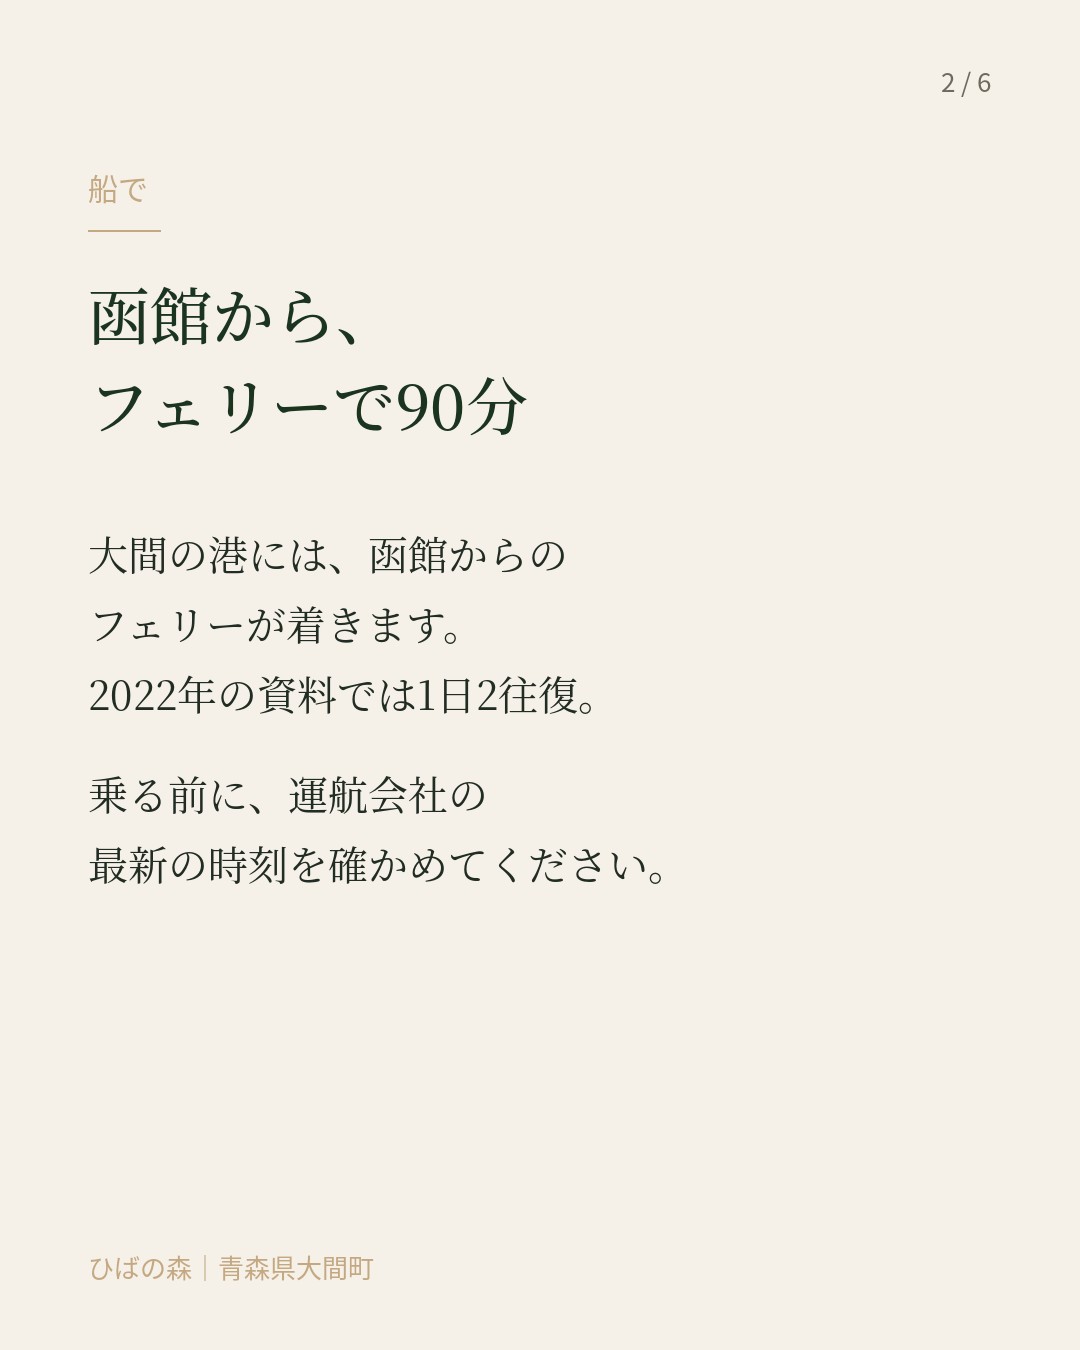 2 / 6
船で
函館から、
フェリーで90分
大間の港には、函館からの
フェリーが着きます。
2022年の資料では1日2往復。
乗る前に、運航会社の
最新の時刻を確かめてください。
ひばの森｜青森県大間町